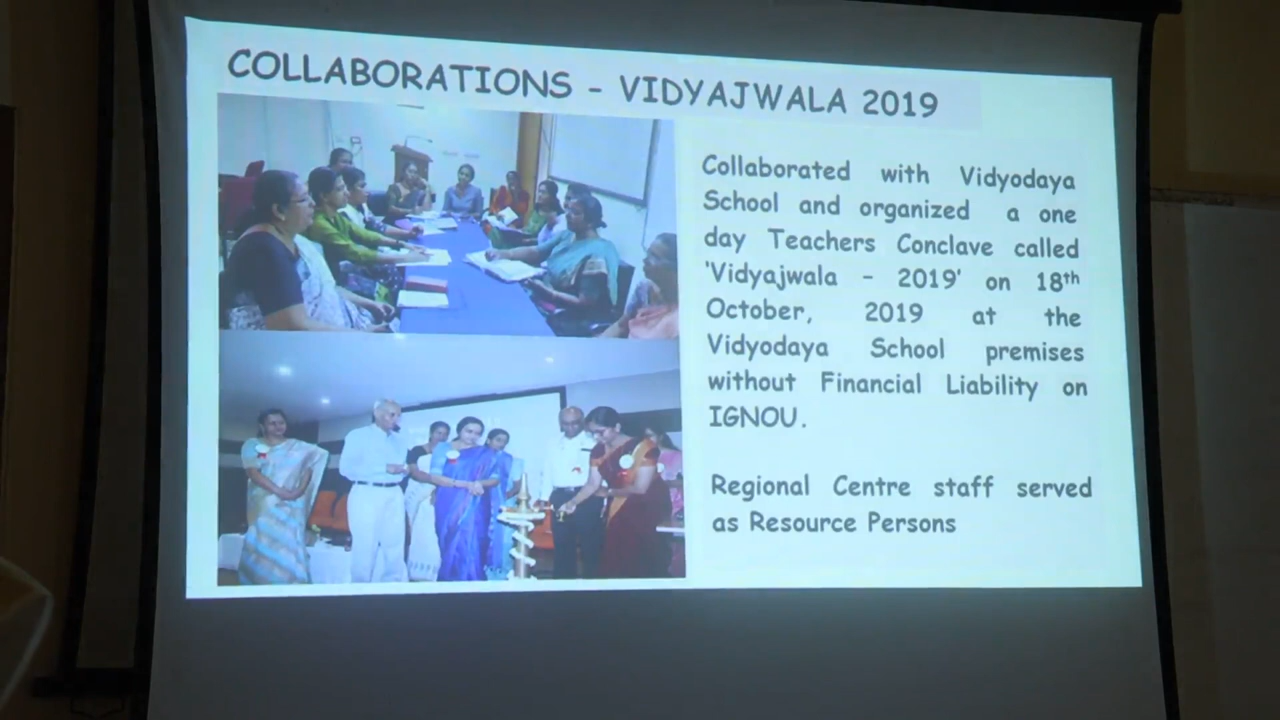 COLLABORATIONS - VIDYAJWALA 2019
Collaborated with Vidyodaya
School and organized a one
day Teachers Conclave called
'Vidyajwala - 2019' on 18th
October, 2019 at the
Vidyodaya School premises
without Financial Liability on
IGNOU.
Regional Centre staff served
as Resource Persons